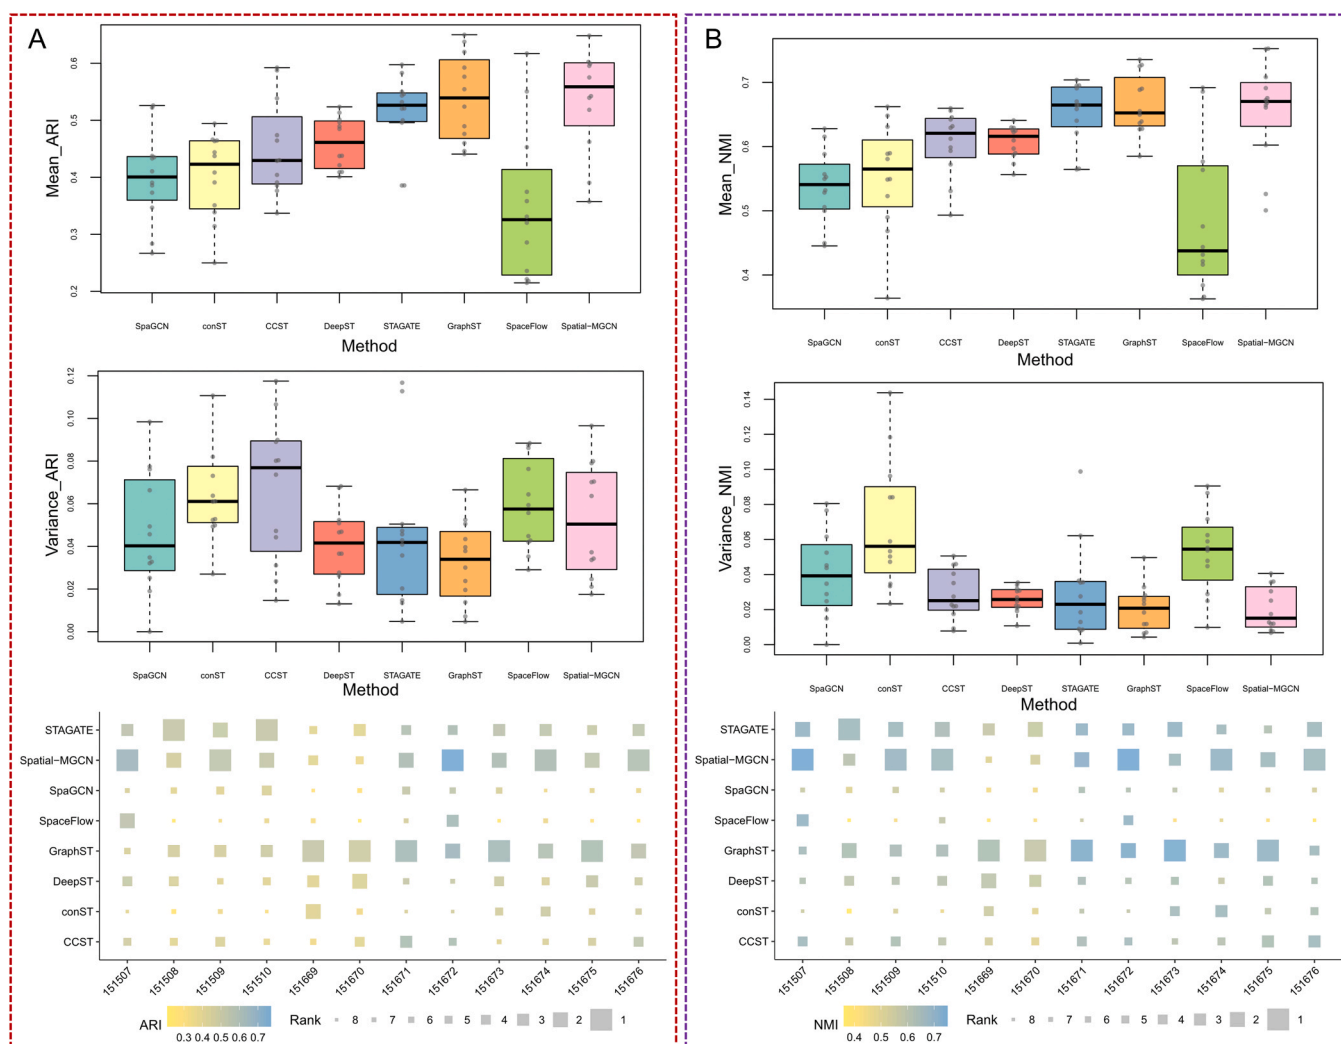 A
Mean_ARI
0.6
0.5
0.4
0.3
0.2
SpaGCN conST CCST DeepST STAGATE GraphST SpaceFlow Spatial-MGCN
Method
Variance_ARI
0.12
0.10
0.08
0.06
0.04
0.02
0.00
SpaGCN conST CCST DeepST STAGATE GraphST SpaceFlow Spatial-MGCN
Method
STAGATE
Spatial-MGCN
SpaGCN
SpaceFlow
GraphST
DeepST
conST
CCST
151507 151508 151509 151510 151669 151670 151671 151672 151673 151674 151675 151676
ARI 0.3 0.4 0.5 0.6 0.7 Rank 8 7 6 5 4 3 2 1
B
Mean_NMI
0.7
0.6
0.5
0.4
SpaGCN conST CCST DeepST STAGATE GraphST SpaceFlow Spatial-MGCN
Method
Variance_NMI
0.14
0.12
0.10
0.08
0.06
0.04
0.02
0.00
SpaGCN conST CCST DeepST STAGATE GraphST SpaceFlow Spatial-MGCN
Method
STAGATE
Spatial-MGCN
SpaGCN
SpaceFlow
GraphST
DeepST
conST
CCST
151507 151508 151509 151510 151669 151670 151671 151672 151673 151674 151675 151676
NMI 0.4 0.5 0.6 0.7 Rank 8 7 6 5 4 3 2 1